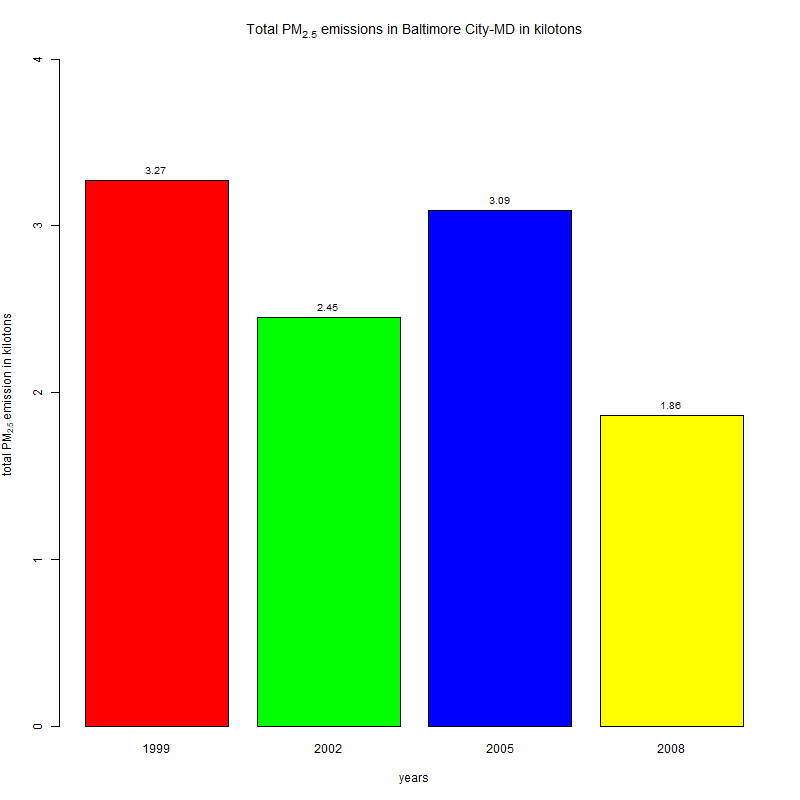 Total PM2.5 emissions in Baltimore City-MD in kilotons
4
3.27
3.09
3
2.45
total PM2.5 emission in kilotons
2
1.86
1
0
1999 2002 2005 2008
years